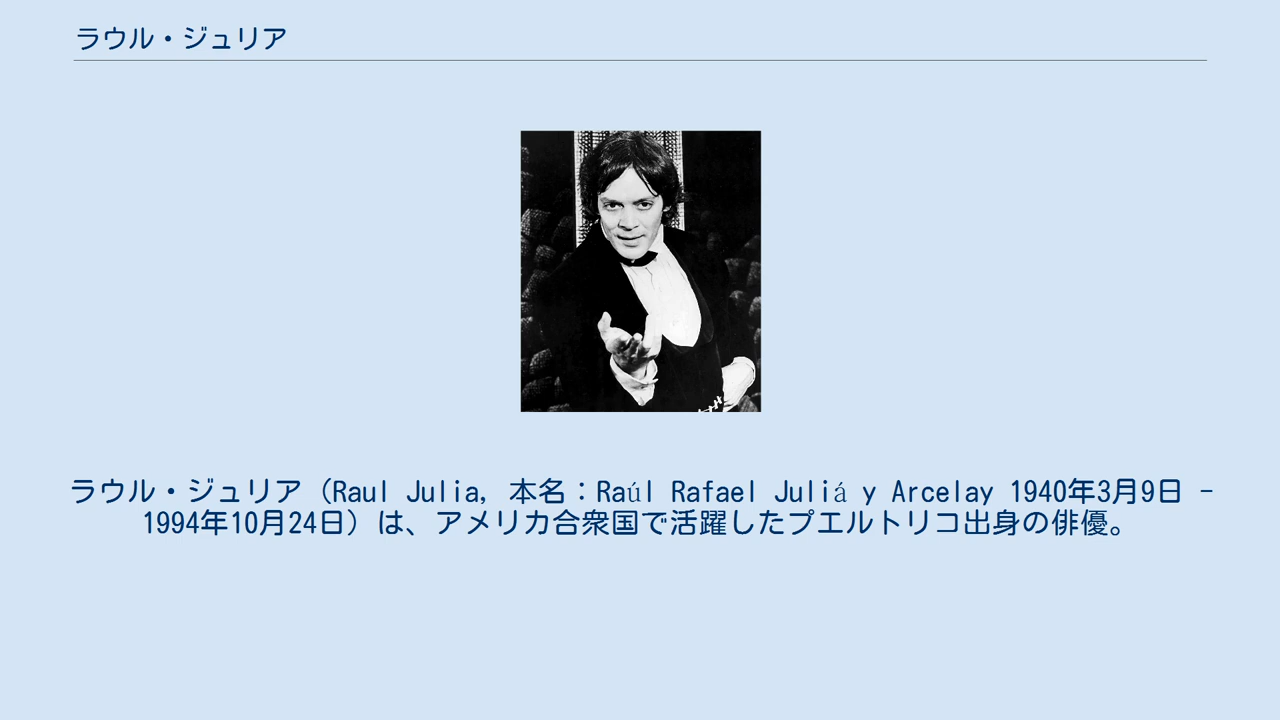 ラウル・ジュリア
ラウル・ジュリア（Raul Julia, 本名：Raúl Rafael Juliá y Arcelay 1940年3月9日 -
1994年10月24日）は、アメリカ合衆国で活躍したプエルトリコ出身の俳優。